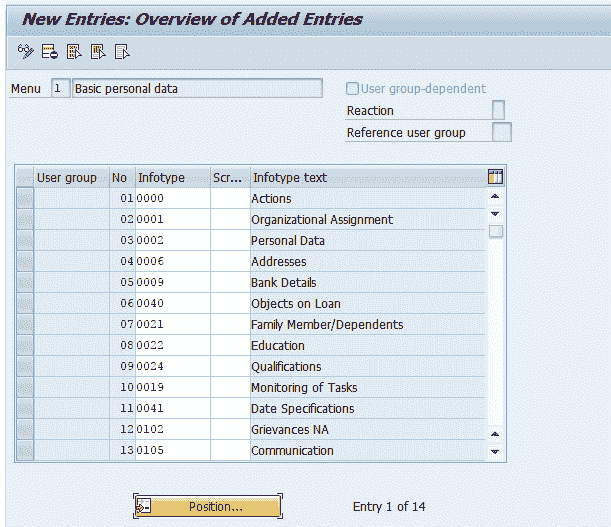 New Entries: Overview of Added Entries
Menu 1 Basic personal data
User group-dependent
Reaction
Reference user group
User group No Infotype Scr... Infotype text
01 0000 Actions
02 0001 Organizational Assignment
03 0002 Personal Data
04 0006 Addresses
05 0009 Bank Details
06 0040 Objects on Loan
07 0021 Family Member/Dependents
08 0022 Education
09 0024 Qualifications
10 0019 Monitoring of Tasks
11 0041 Date Specifications
12 0102 Grievances NA
13 0105 Communication
Position... Entry 1 of 14